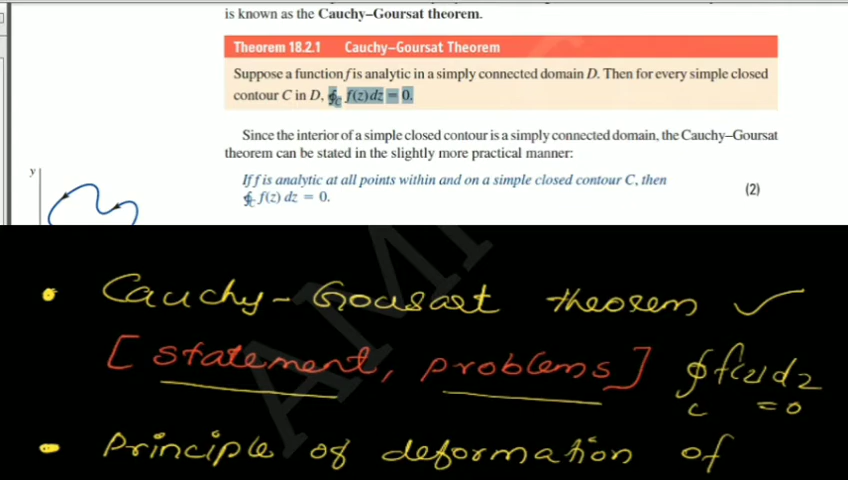 is known as the Cauchy–Goursat theorem.
Theorem 18.2.1 Cauchy–Goursat Theorem
Suppose a function f is analytic in a simply connected domain D. Then for every simple closed
contour C in D, ∮C f(z) dz = 0.
Since the interior of a simple closed contour is a simply connected domain, the Cauchy–Goursat
theorem can be stated in the slightly more practical manner:
If f is analytic at all points within and on a simple closed contour C, then
∮C f(z) dz = 0. (2)
y
• Cauchy-Goursat theorem ✓
[statement, problems] ∮c f(z)dz = 0
• Principle of deformation of